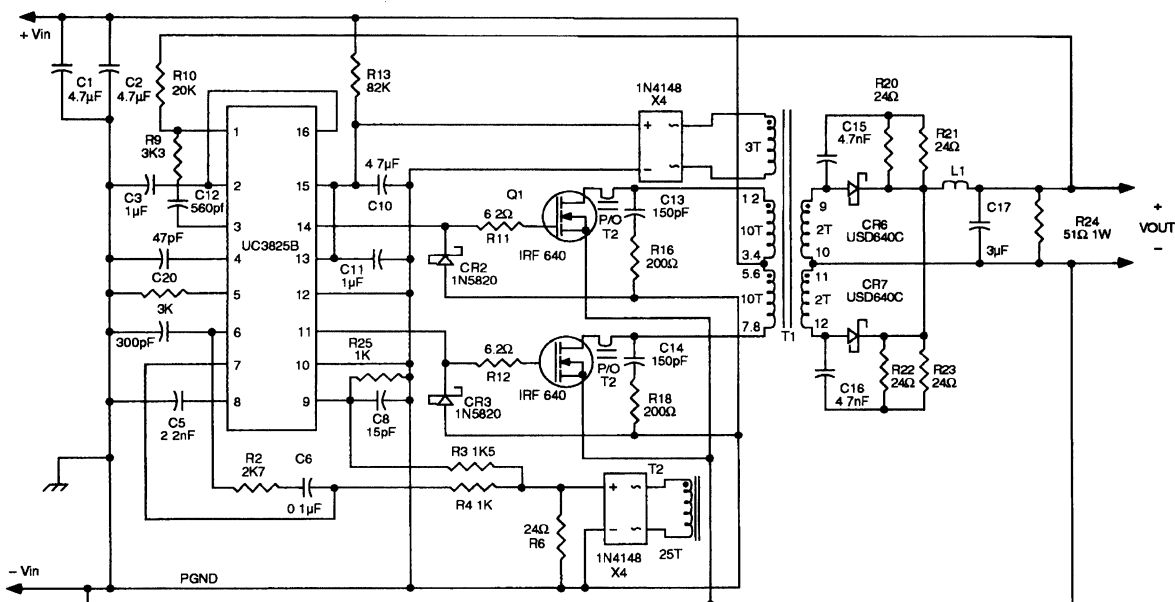 + Vin
C1
4.7µF
C2
4.7µF
R10
20K
R13
82K
1N4148
X4
3T
R20
24Ω
C15
4.7nF
R21
24Ω
L1
R9
3K3
C3
1µF
C12
560pf
1
16
2
15
3
14
UC3825B
4
13
5
12
6
11
7
10
8
9
4 7µF
C10
Q1
6.2Ω
R11
IRF 640
P/O
T2
C13
150pF
R16
200Ω
1 2
10T
3.4
5.6
10T
7.8
T1
9
2T
10
11
2T
12
CR6
USD640C
CR7
USD640C
C17
3µF
R24
51Ω 1W
+
VOUT
−
47pF
C20
3K
300pF
C11
1µF
CR2
1N5820
R25
1K
6.2Ω
R12
IRF 640
P/O
T2
C14
150pF
R18
200Ω
C16
4.7nF
R22
24Ω
R23
24Ω
C5
2 2nF
C8
15pF
CR3
1N5820
R2
2K7
C6
0 1µF
R3 1K5
R4 1K
24Ω
R6
+ ~
− ~
1N4148
X4
T2
25T
− Vin
PGND